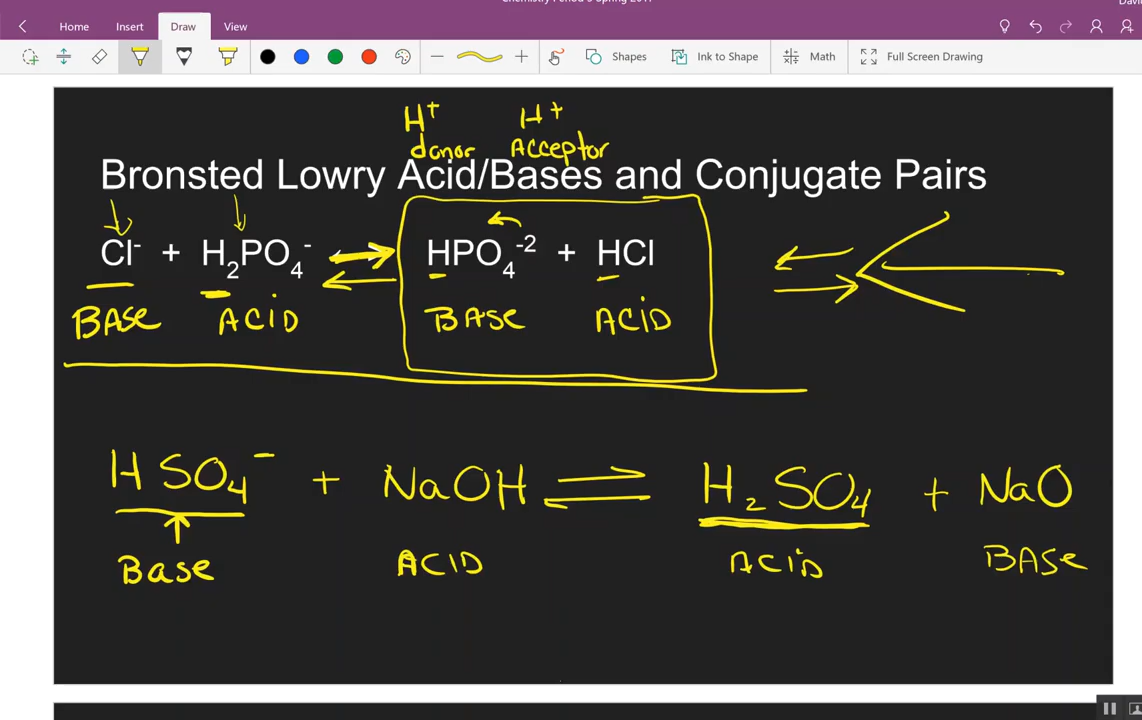 Home Insert Draw View
Shapes Ink to Shape Math Full Screen Drawing
H⁺ H⁺
donor Acceptor
Bronsted Lowry Acid/Bases and Conjugate Pairs
Cl⁻ + H₂PO₄⁻ HPO₄⁻² + HCl
BASe ACiD BASe ACiD
HSO₄⁻ + NaOH ⇌ H₂SO₄ + NaO
Base ACID ACiD BASe